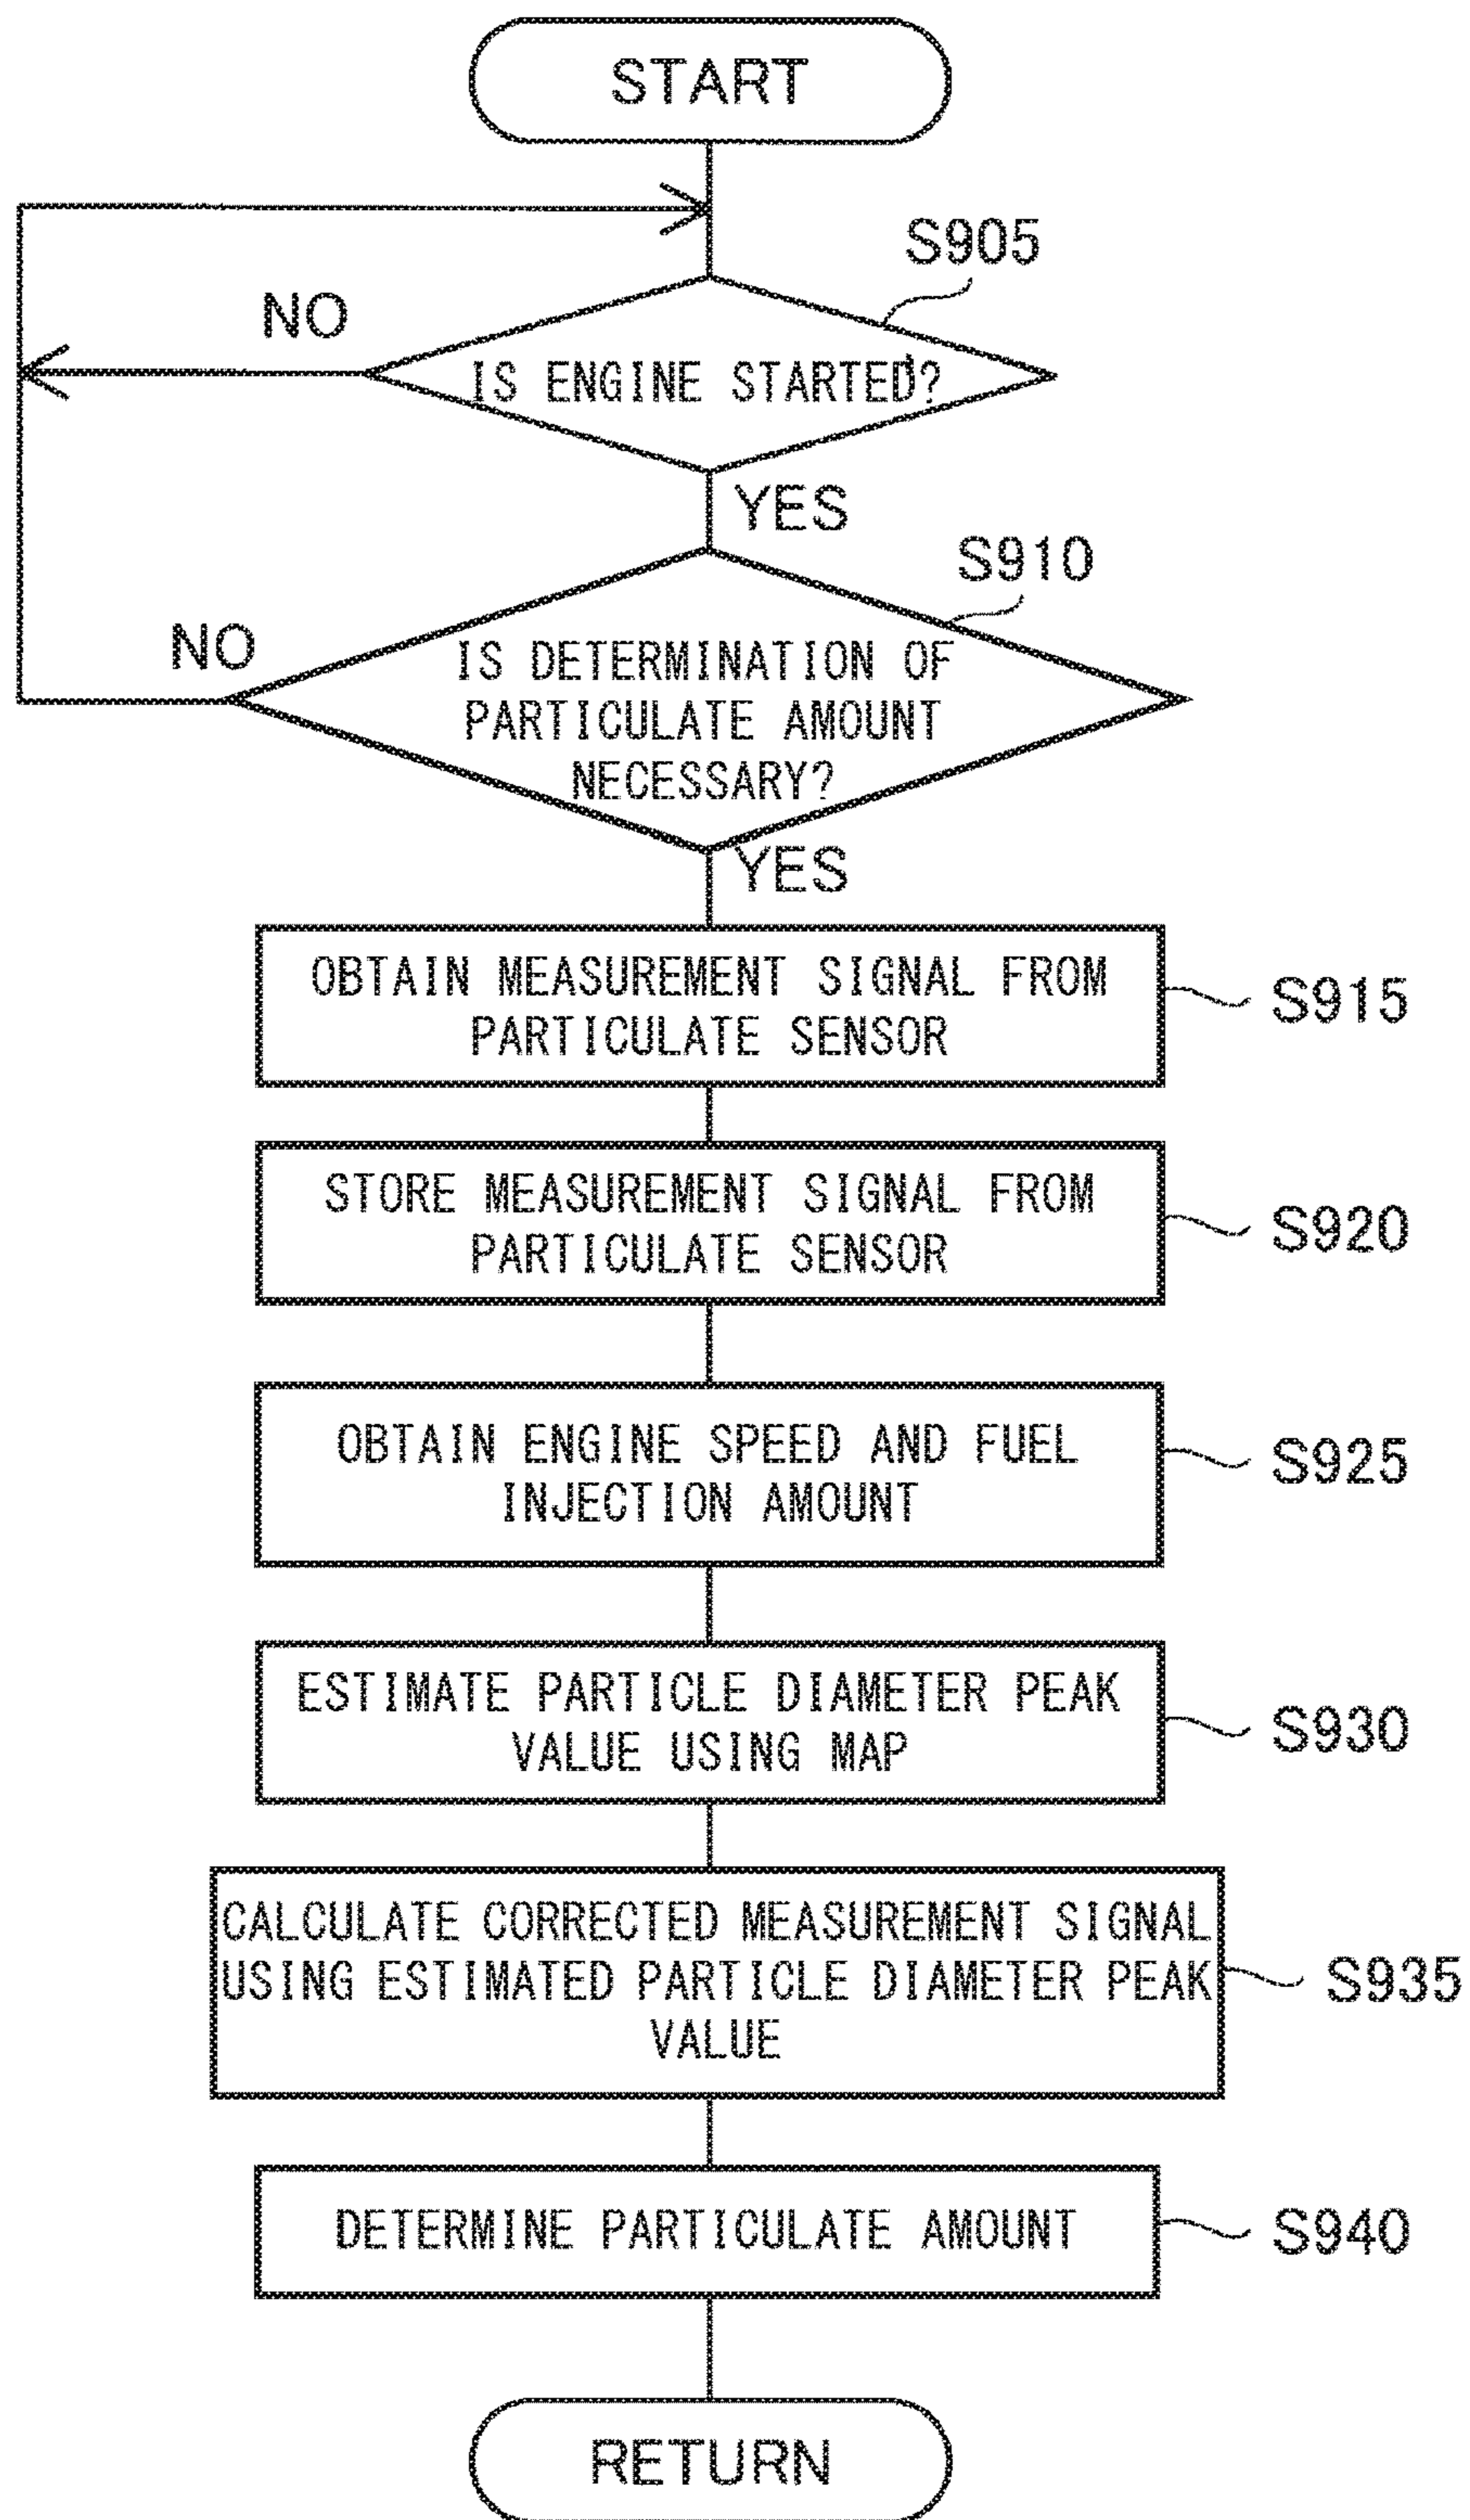 START
S905
NO
IS ENGINE STARTED?
YES
S910
NO
IS DETERMINATION OF
PARTICULATE AMOUNT
NECESSARY?
YES
OBTAIN MEASUREMENT SIGNAL FROM
PARTICULATE SENSOR
S915
STORE MEASUREMENT SIGNAL FROM
PARTICULATE SENSOR
S920
OBTAIN ENGINE SPEED AND FUEL
INJECTION AMOUNT
S925
ESTIMATE PARTICLE DIAMETER PEAK
VALUE USING MAP
S930
CALCULATE CORRECTED MEASUREMENT SIGNAL
USING ESTIMATED PARTICLE DIAMETER PEAK
VALUE
S935
DETERMINE PARTICULATE AMOUNT
S940
RETURN